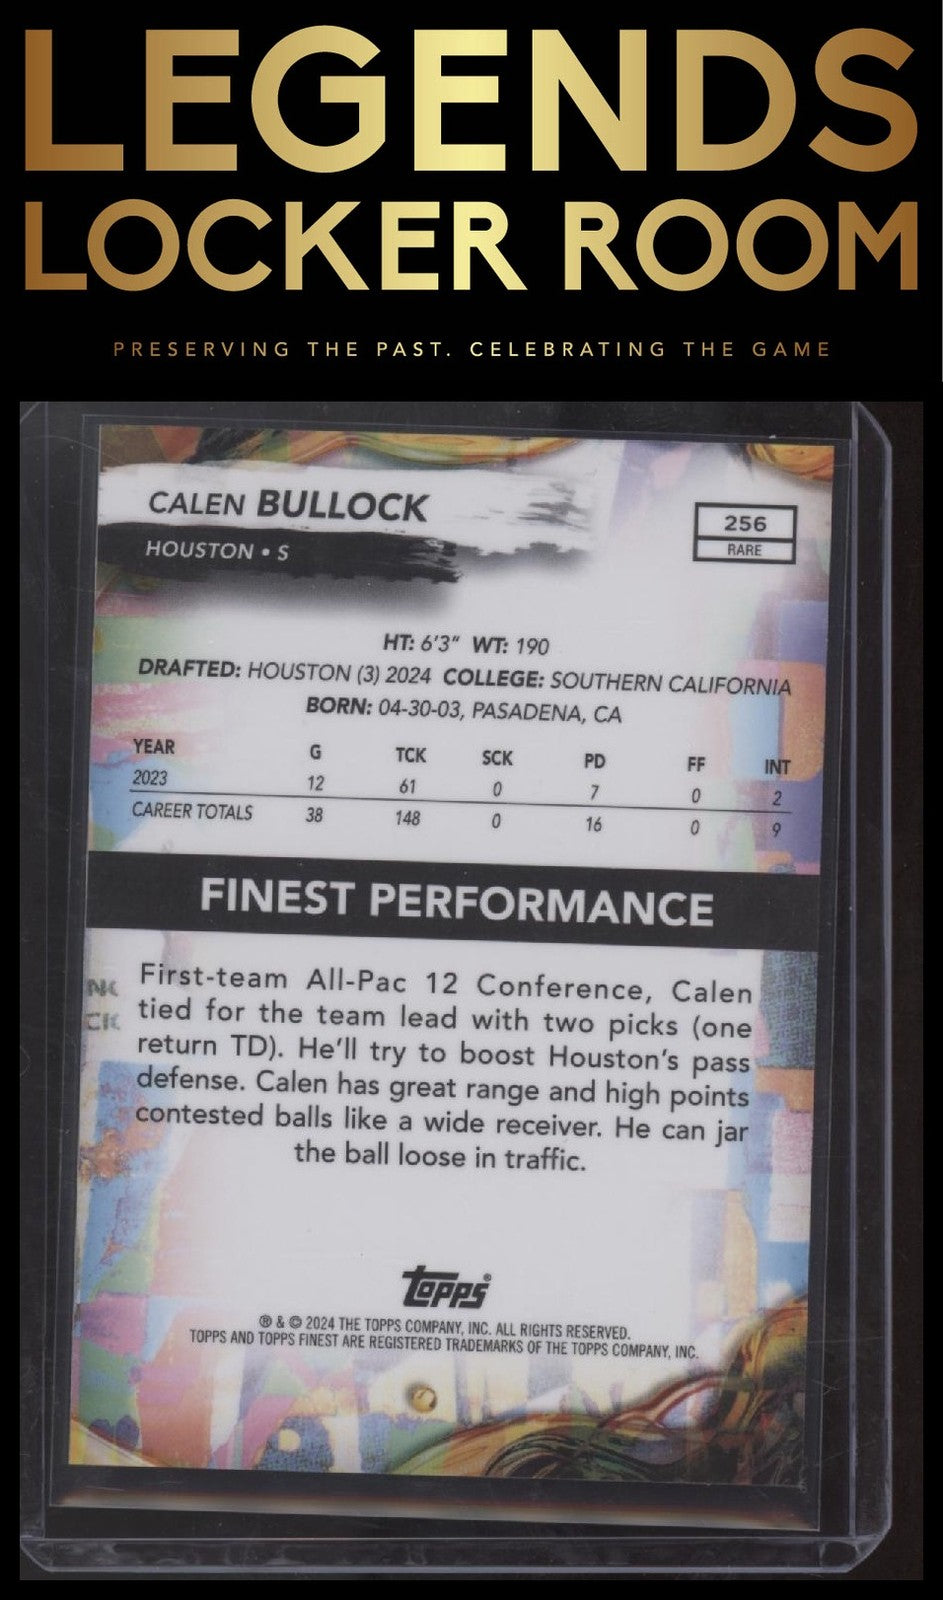 LEGENDS
LOCKER ROOM
PRESERVING THE PAST. CELEBRATING THE GAME
CALEN BULLOCK
256
HOUSTON • S
RARE
HT: 6'3" WT: 190
DRAFTED: HOUSTON (3) 2024 COLLEGE: SOUTHERN CALIFORNIA
BORN: 04-30-03, PASADENA, CA
YEAR G TCK SCK PD FF INT
2023 12 61 0 7 0 2
CAREER TOTALS 38 148 0 16 0 9
FINEST PERFORMANCE
First-team All-Pac 12 Conference, Calen
tied for the team lead with two picks (one
return TD). He'll try to boost Houston's pass
defense. Calen has great range and high points
contested balls like a wide receiver. He can jar
the ball loose in traffic.
Topps®
® & © 2024 THE TOPPS COMPANY, INC. ALL RIGHTS RESERVED.
TOPPS AND TOPPS FINEST ARE REGISTERED TRADEMARKS OF THE TOPPS COMPANY, INC.